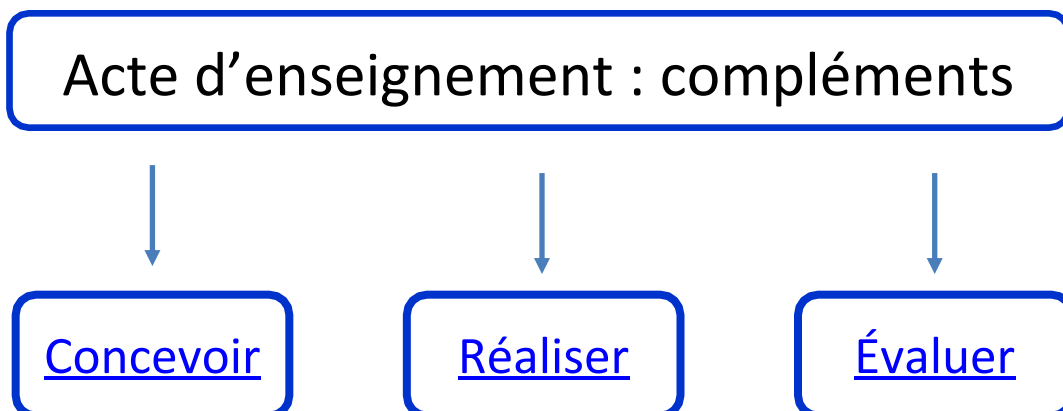 Acte d’enseignement : compléments
Concevoir
Réaliser
Évaluer